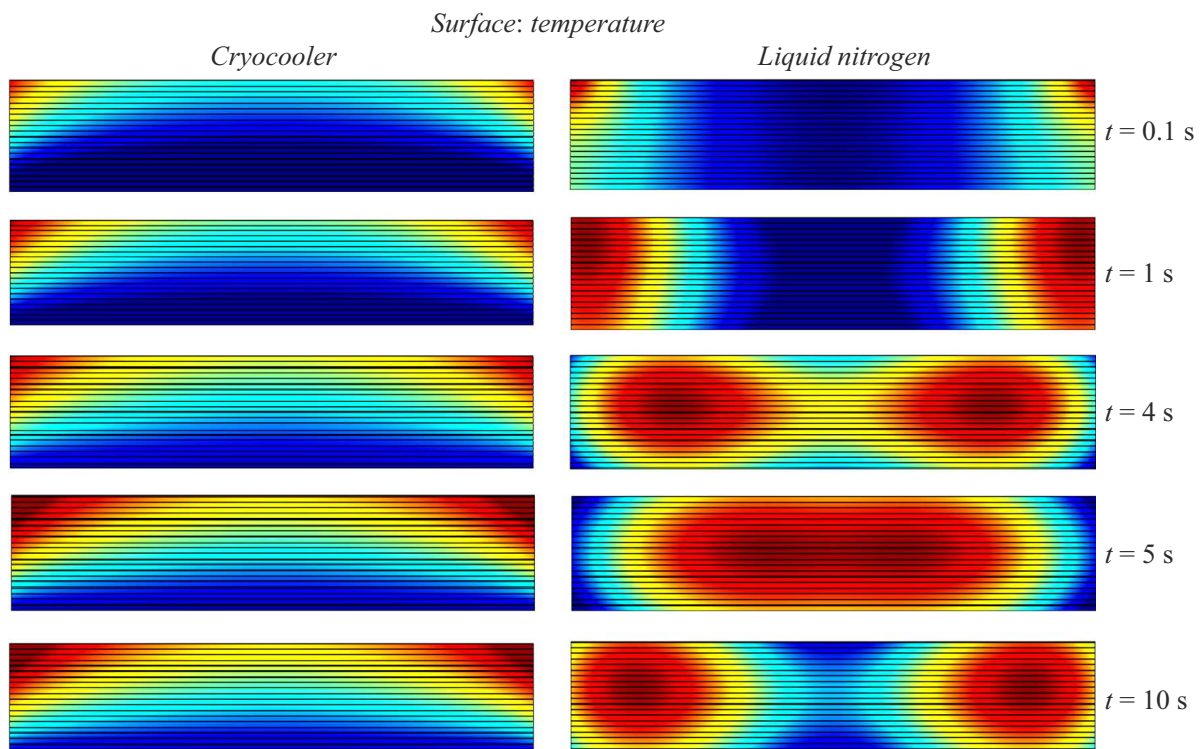 Surface: temperature
Cryocooler
Liquid nitrogen
t = 0.1 s
t = 1 s
t = 4 s
t = 5 s
t = 10 s